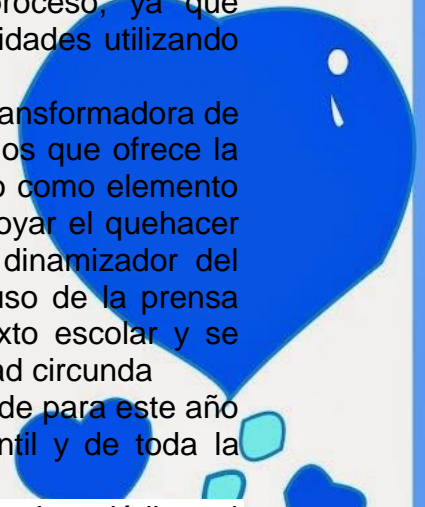 proceso, ya que
idades utilizando
ansformadora de
os que ofrece la
o como elemento
oyar el quehacer
dinamizador del
uso de la prensa
xto escolar y se
ad circunda
de para este año
ntil y de toda la